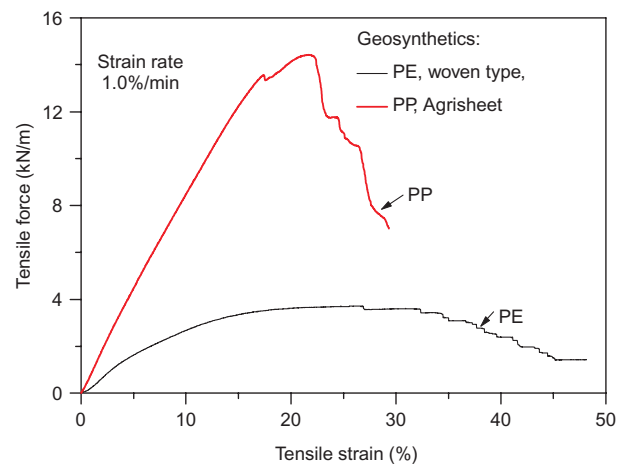 16
12
8
4
0
Tensile force (kN/m)
Strain rate
1.0%/min
Geosynthetics:
PE, woven type,
PP, Agrisheet
PP
PE
0
10
20
30
40
50
Tensile strain (%)